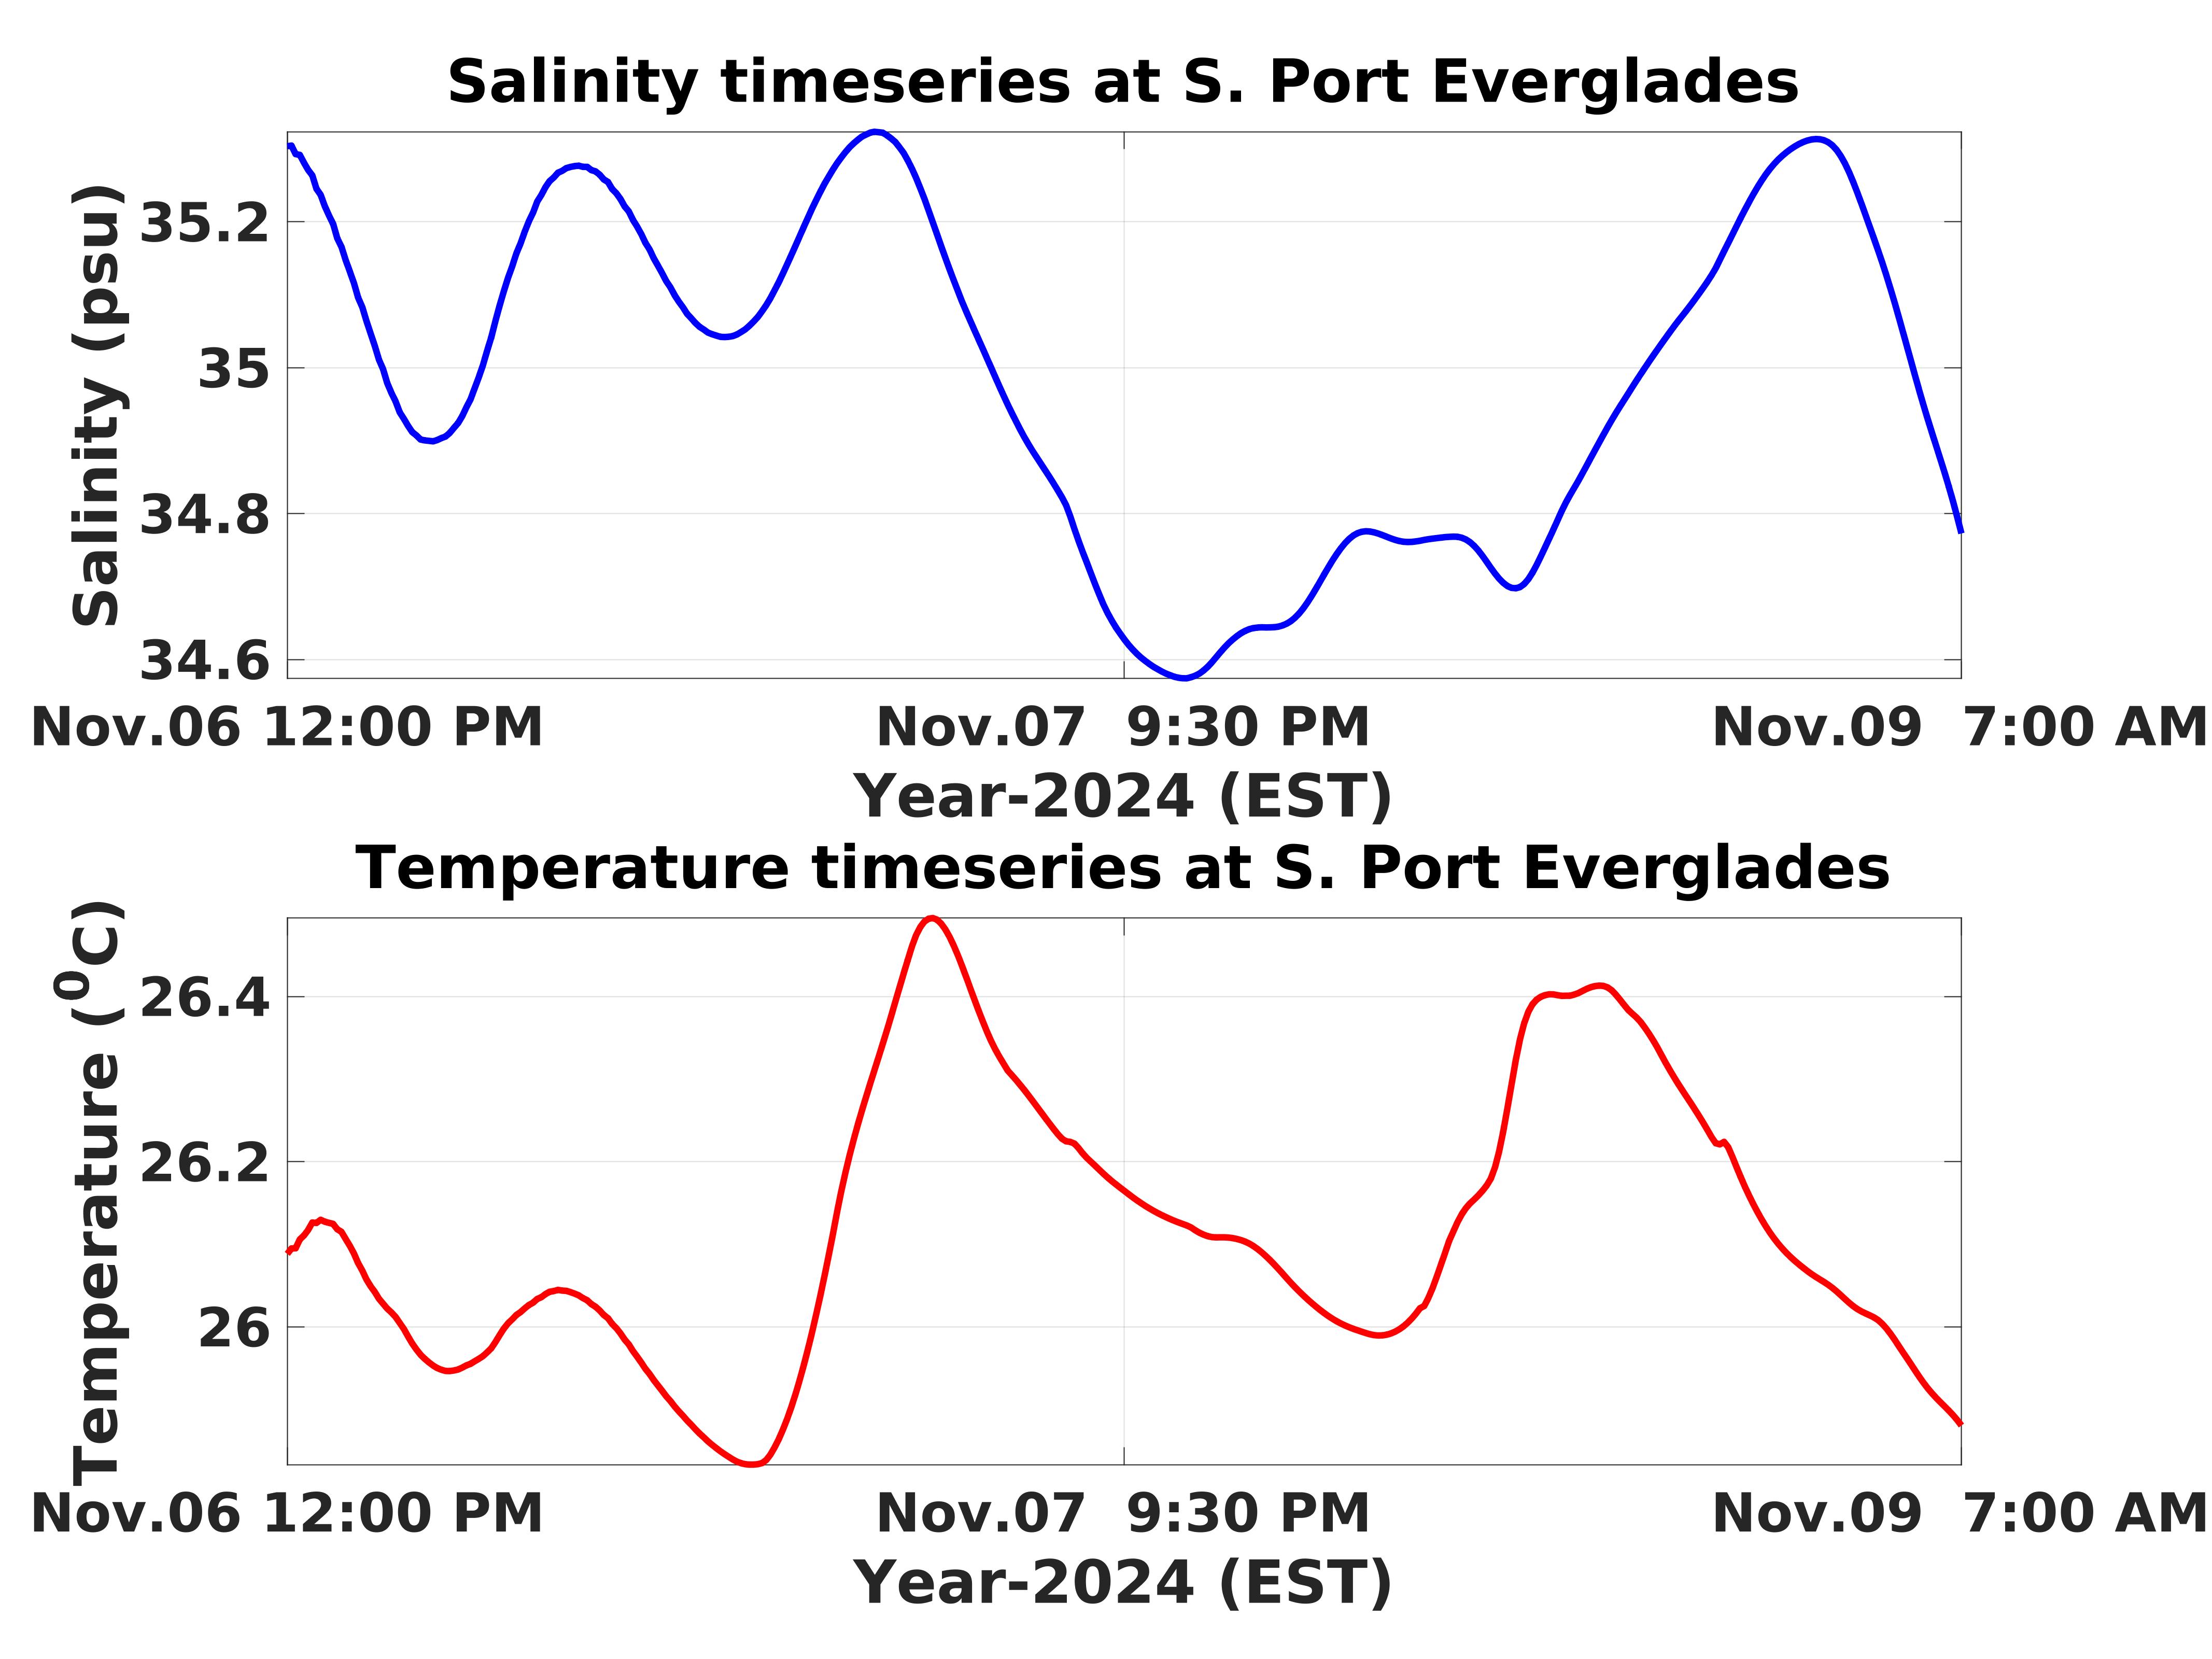 Salinity timeseries at S. Port Everglades
Salinity (psu)
35.2
35
34.8
34.6
Nov.06 12:00 PM Nov.07  9:30 PM Nov.09  7:00 AM
Year-2024 (EST)
Temperature timeseries at S. Port Everglades
Temperature (⁰C)
26.4
26.2
26
Nov.06 12:00 PM Nov.07  9:30 PM Nov.09  7:00 AM
Year-2024 (EST)